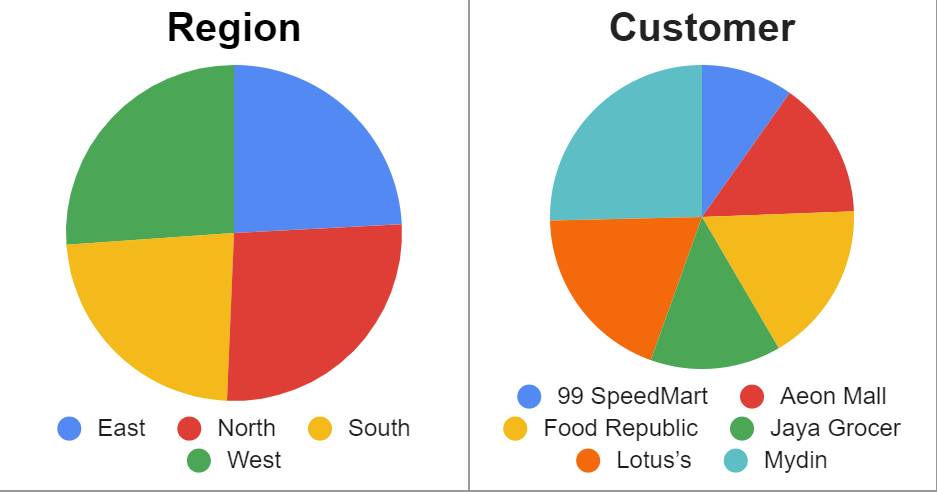 Region
East North South
West
Customer
99 SpeedMart Aeon Mall
Food Republic Jaya Grocer
Lotus’s Mydin